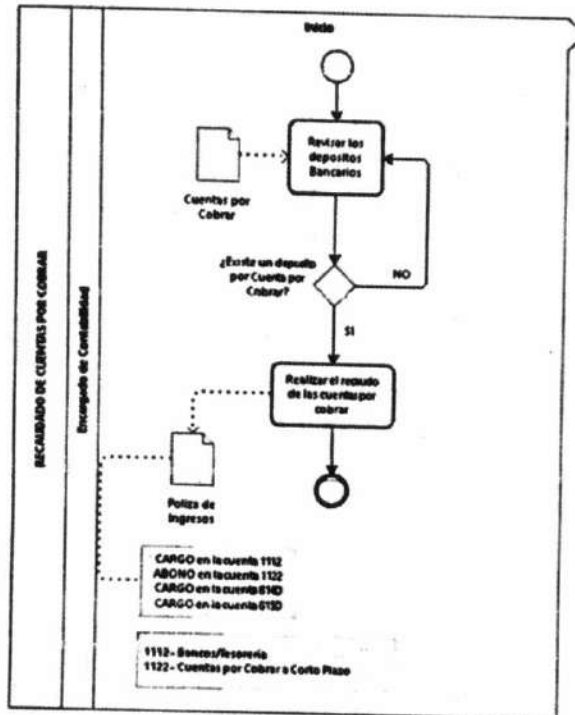 Inicio
Revisar los
depositos
Bancarios
Cuentas por
Cobrar
¿Existe un deposito
por Cuenta por
Cobrar?
NO
SI
Realizar el recaudo
de las cuentas por
cobrar
Poliza de
Ingresos
CARGO en la cuenta 1112
ABONO en la cuenta 1122
CARGO en la cuenta
CARGO en la cuenta
1112- Bancos/Tesorería
1122- Cuentas por Cobrar a Corto Plazo
RECAUDADO DE CUENTAS POR COBRAR
Encargado de Contabilidad